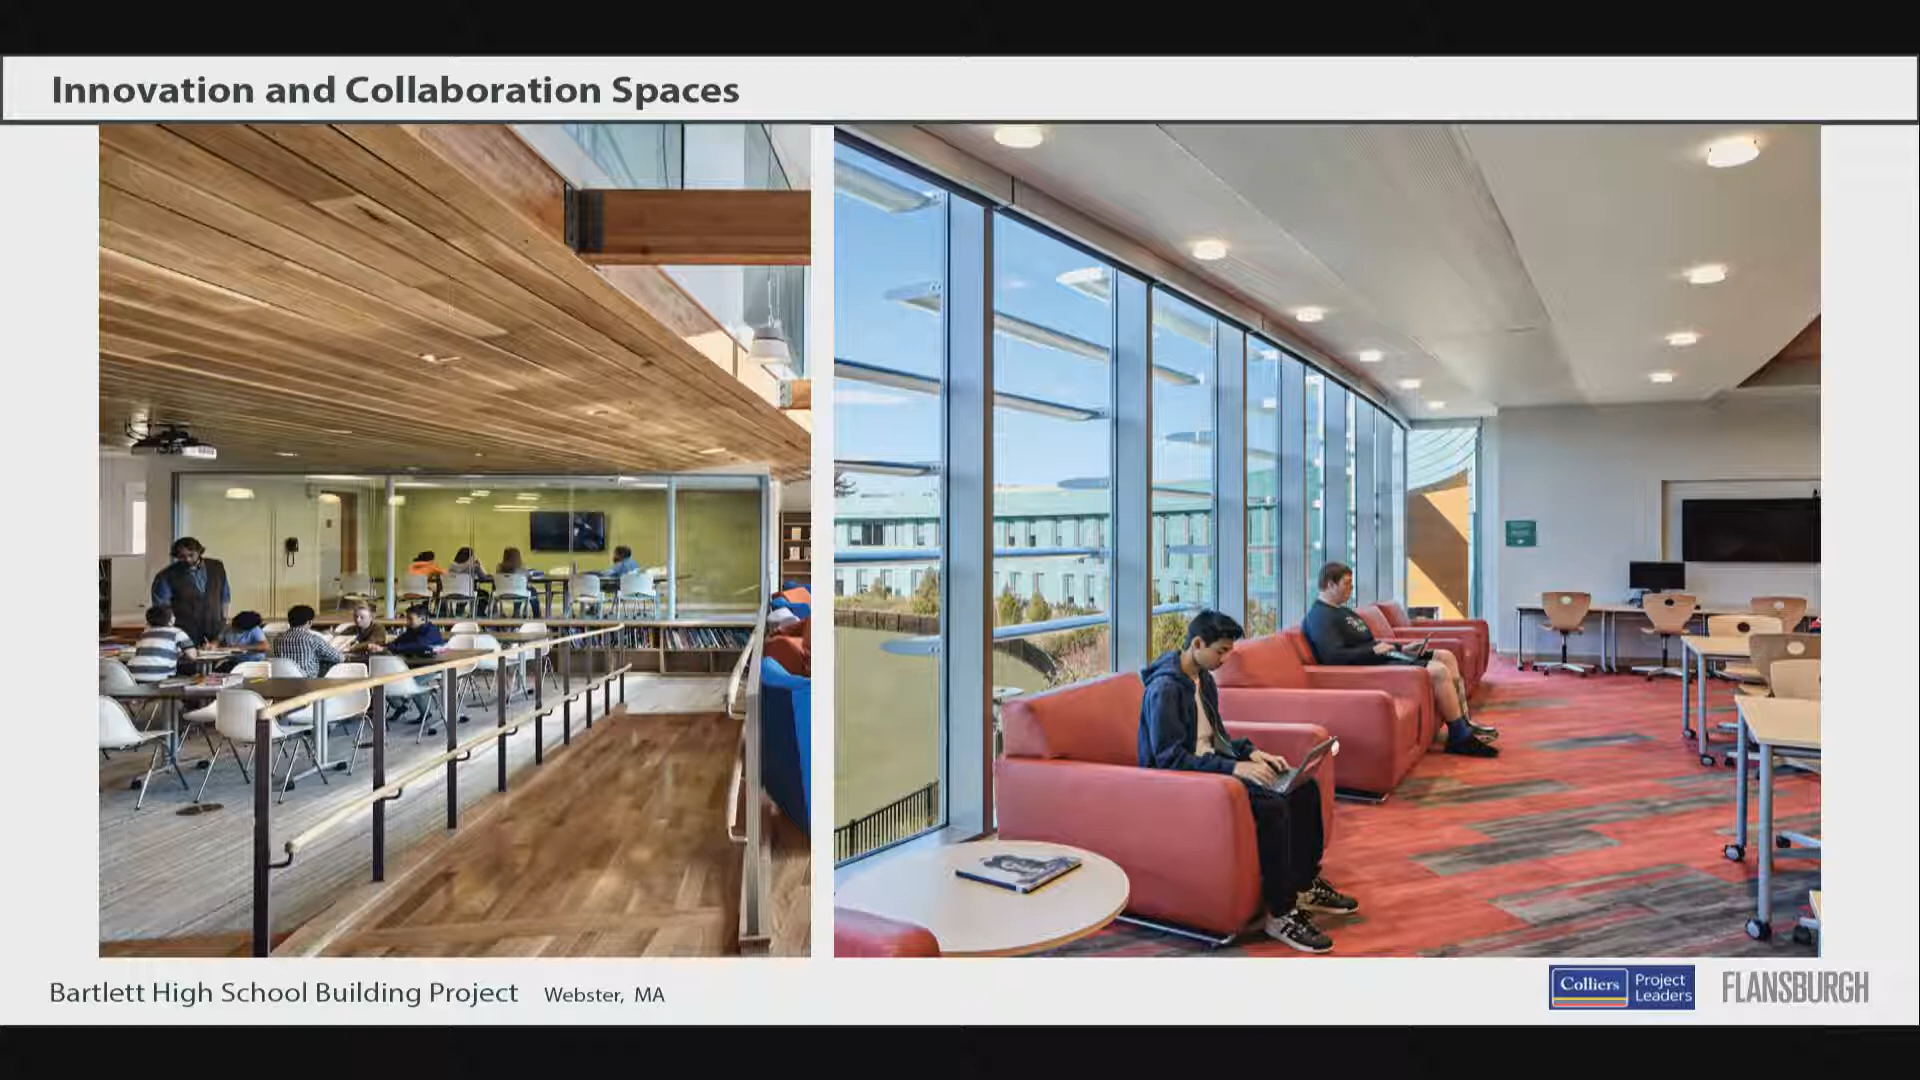 Innovation and Collaboration Spaces
Bartlett High School Building Project Webster, MA
Colliers
Project
Leaders
FLANSBURGH